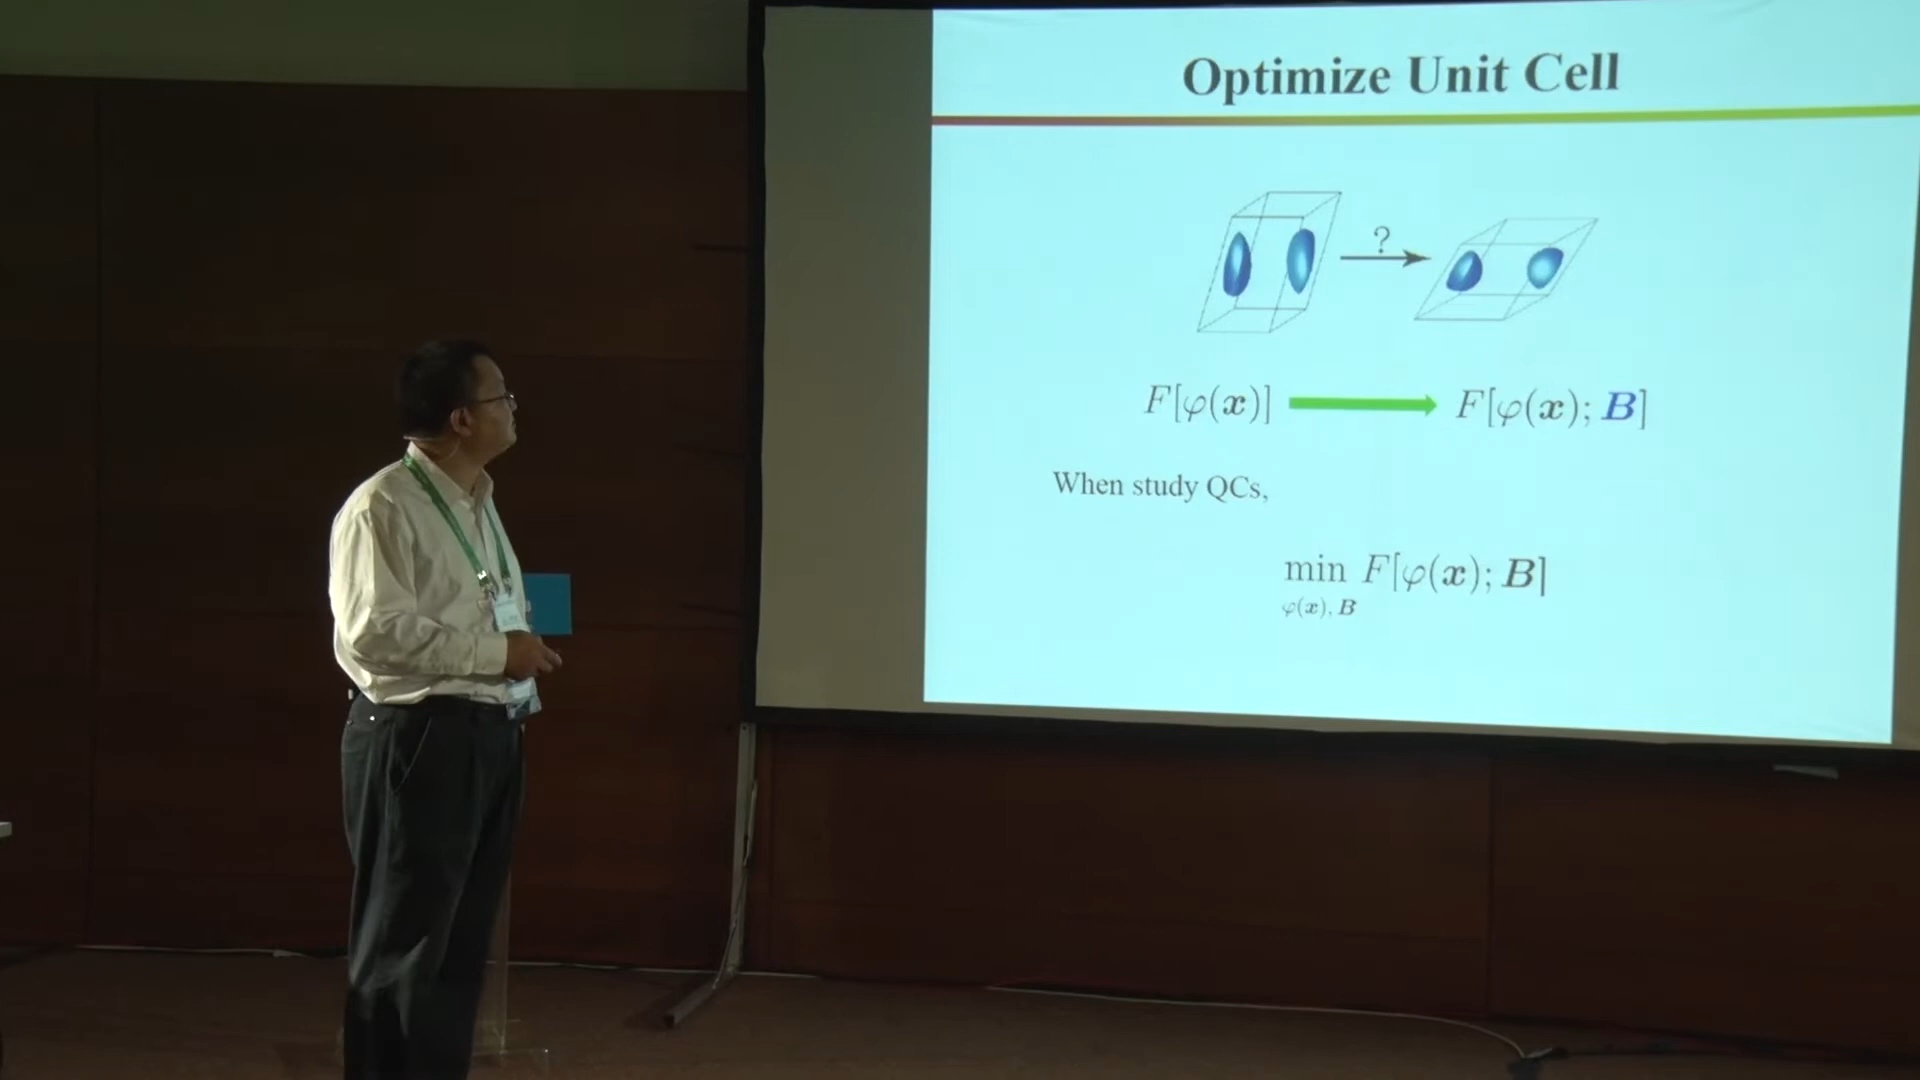 Optimize Unit Cell
?
F[φ(x)] F[φ(x); B]
When study QCs,
min F[φ(x); B]
φ(x), B